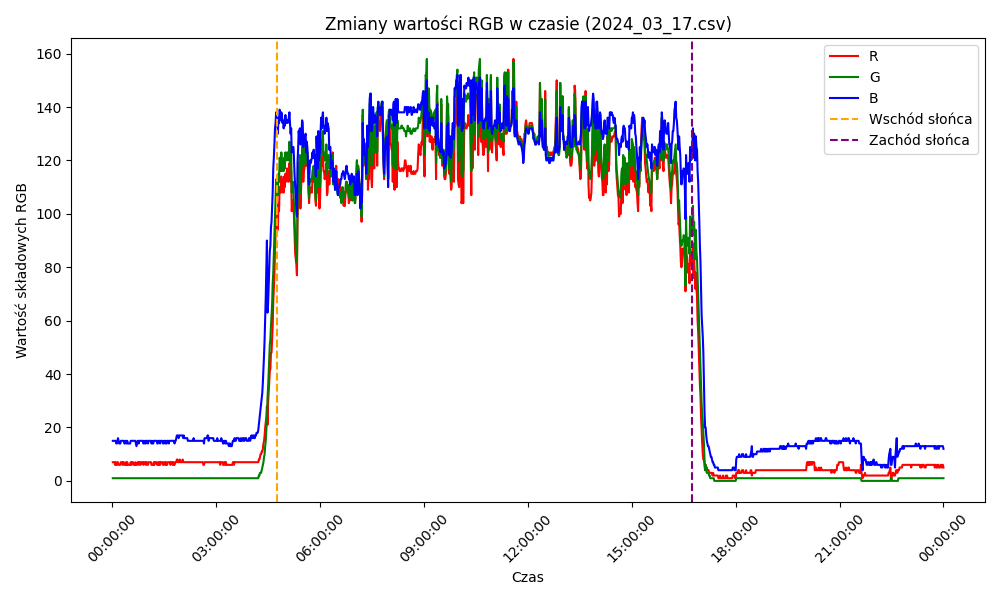 Zmiany wartości RGB w czasie (2024_03_17.csv)
160
140
120
100
80
60
40
20
0
Wartość składowych RGB
R
G
B
Wschód słońca
Zachód słońca
00:00:00
03:00:00
06:00:00
09:00:00
12:00:00
15:00:00
18:00:00
21:00:00
00:00:00
Czas